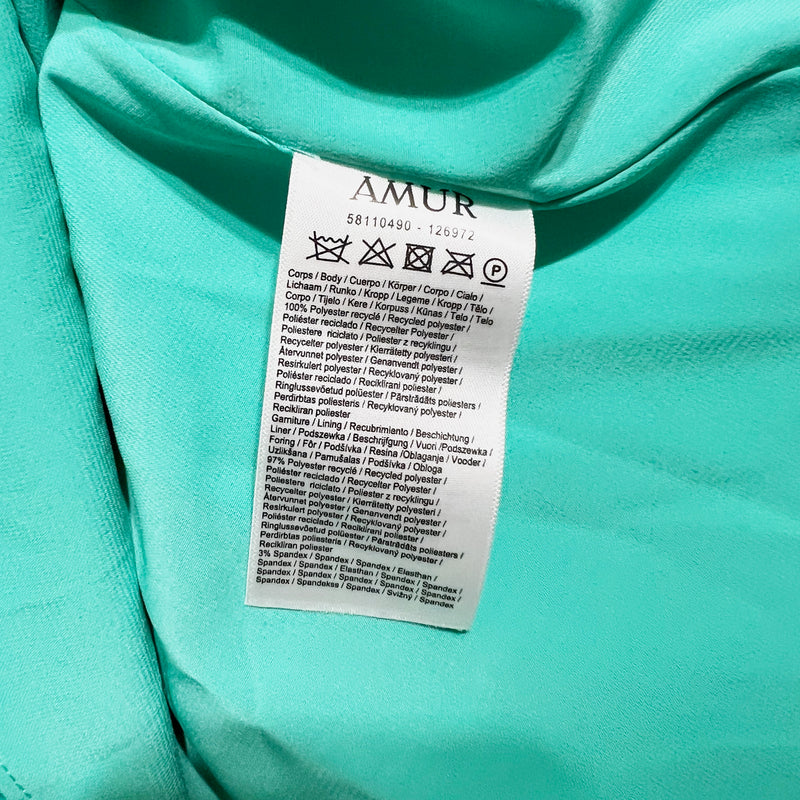 AMUR
58110490 - 126972
P
Corps / Body / Cuerpo / Körper / Corpo / Ciało /
Lichaam / Runko / Kropp / Legeme / Kropp / Tělo /
Corpo / Tijelo / Kere / Korpuss / Kūnas / Telo / Telo
100% Polyester recyclé / Recycled polyester /
Poliéster reciclado / Recycelter Polyester /
Poliestere riciclato / Poliester z recyklingu /
Recycelter polyester / Kierrätetty polyesteri /
Återvunnet polyester / Genanvendt polyester /
Resirkulert polyester / Recyklovaný polyester /
Poliéster reciclado / Reciklirani poliester /
Ringlussevõetud polüester / Pārstrādāts poliesters /
Perdirbtas poliesteris / Recyklovaný polyester /
Recikliran poliester
Garniture / Lining / Recubrimianto / Beschichtung /
Liner / Podszewka / Beschrijfgung / Vuori /Podszewka /
Foring / Fôr / Podšívka / Resina /Oblaganje / Vooder /
Uzlikšana / Pamušalas / Podšívka / Obloga
97% Polyester recyclé / Recycled polyester /
Poliéster reciclado / Recycelter Polyester /
Poliestere riciclato / Poliester z recyklingu /
Recycelter polyester / Kierrätetty polyesteri /
Återvunnet polyester / Genanvendt polyester /
Resirkulert polyester / Recyklovaný polyester /
Poliéster reciclado / Reciklirani poliester /
Ringlussevõetud polüester / Pārstrādāts poliesters /
Perdirbtas poliesteris / Recyklovaný polyester /
Recikliran poliester
3% Spandex / Spandex / Spandex / Elasthan /
Spandex / Spandex / Elasthan / Spandex / Spandex /
Spandex / Spandex / Spandex / Spandex / Spandex /
Spandex / Spandekss / Spandex / Svižný / Spandex